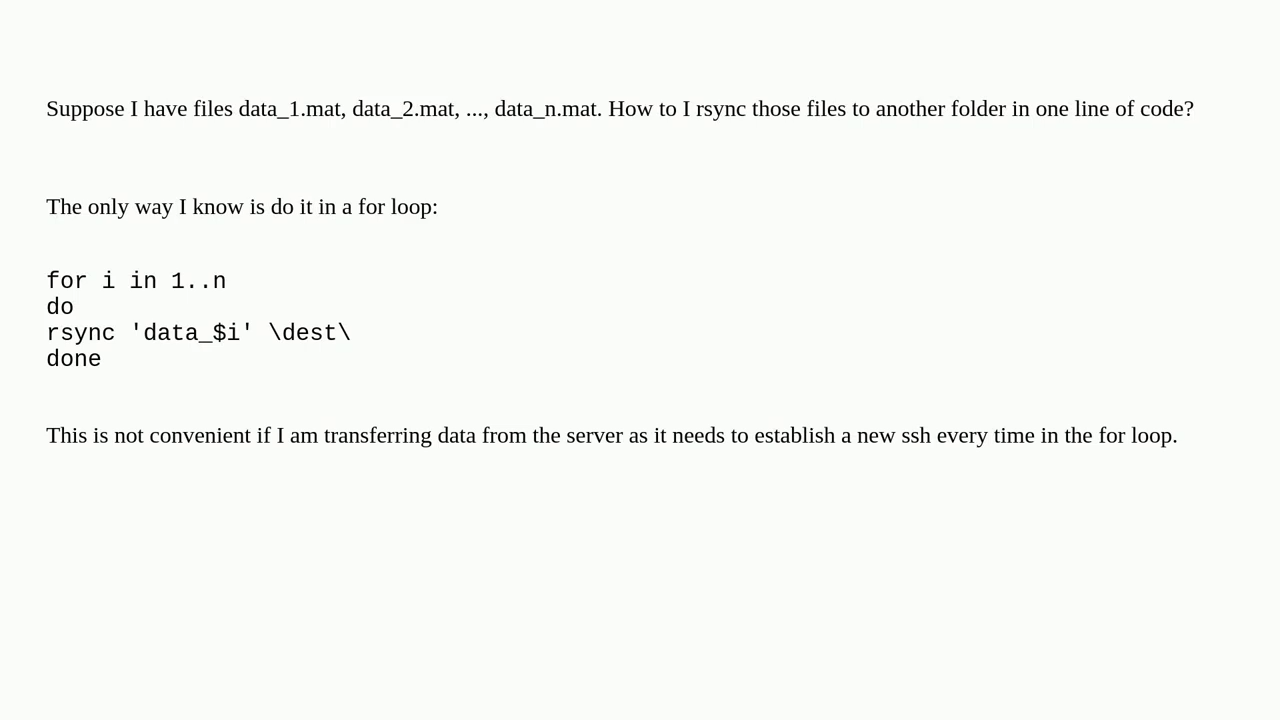 Suppose I have files data_1.mat, data_2.mat, ..., data_n.mat. How to I rsync those files to another folder in one line of code?
The only way I know is do it in a for loop:
for i in 1..n
do
rsync 'data_$i' \dest\
done
This is not convenient if I am transferring data from the server as it needs to establish a new ssh every time in the for loop.